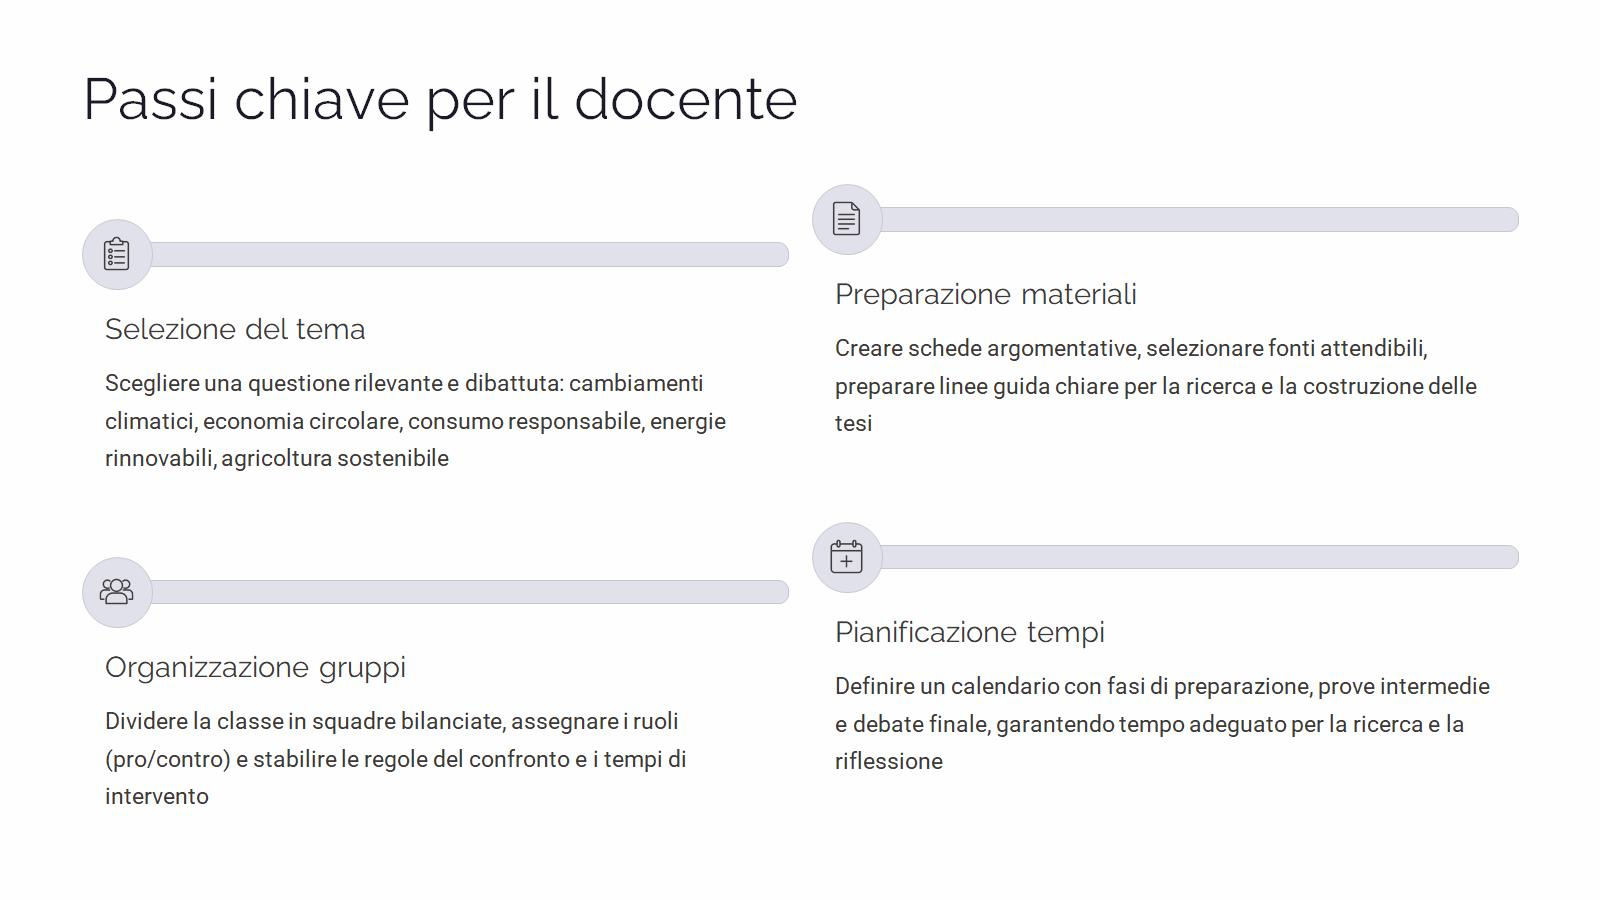 Passi chiave per il docente
Selezione del tema
Scegliere una questione rilevante e dibattuta: cambiamenti
climatici, economia circolare, consumo responsabile, energie
rinnovabili, agricoltura sostenibile
Preparazione materiali
Creare schede argomentative, selezionare fonti attendibili,
preparare linee guida chiare per la ricerca e la costruzione delle
tesi
Organizzazione gruppi
Dividere la classe in squadre bilanciate, assegnare i ruoli
(pro/contro) e stabilire le regole del confronto e i tempi di
intervento
Pianificazione tempi
Definire un calendario con fasi di preparazione, prove intermedie
e debate finale, garantendo tempo adeguato per la ricerca e la
riflessione